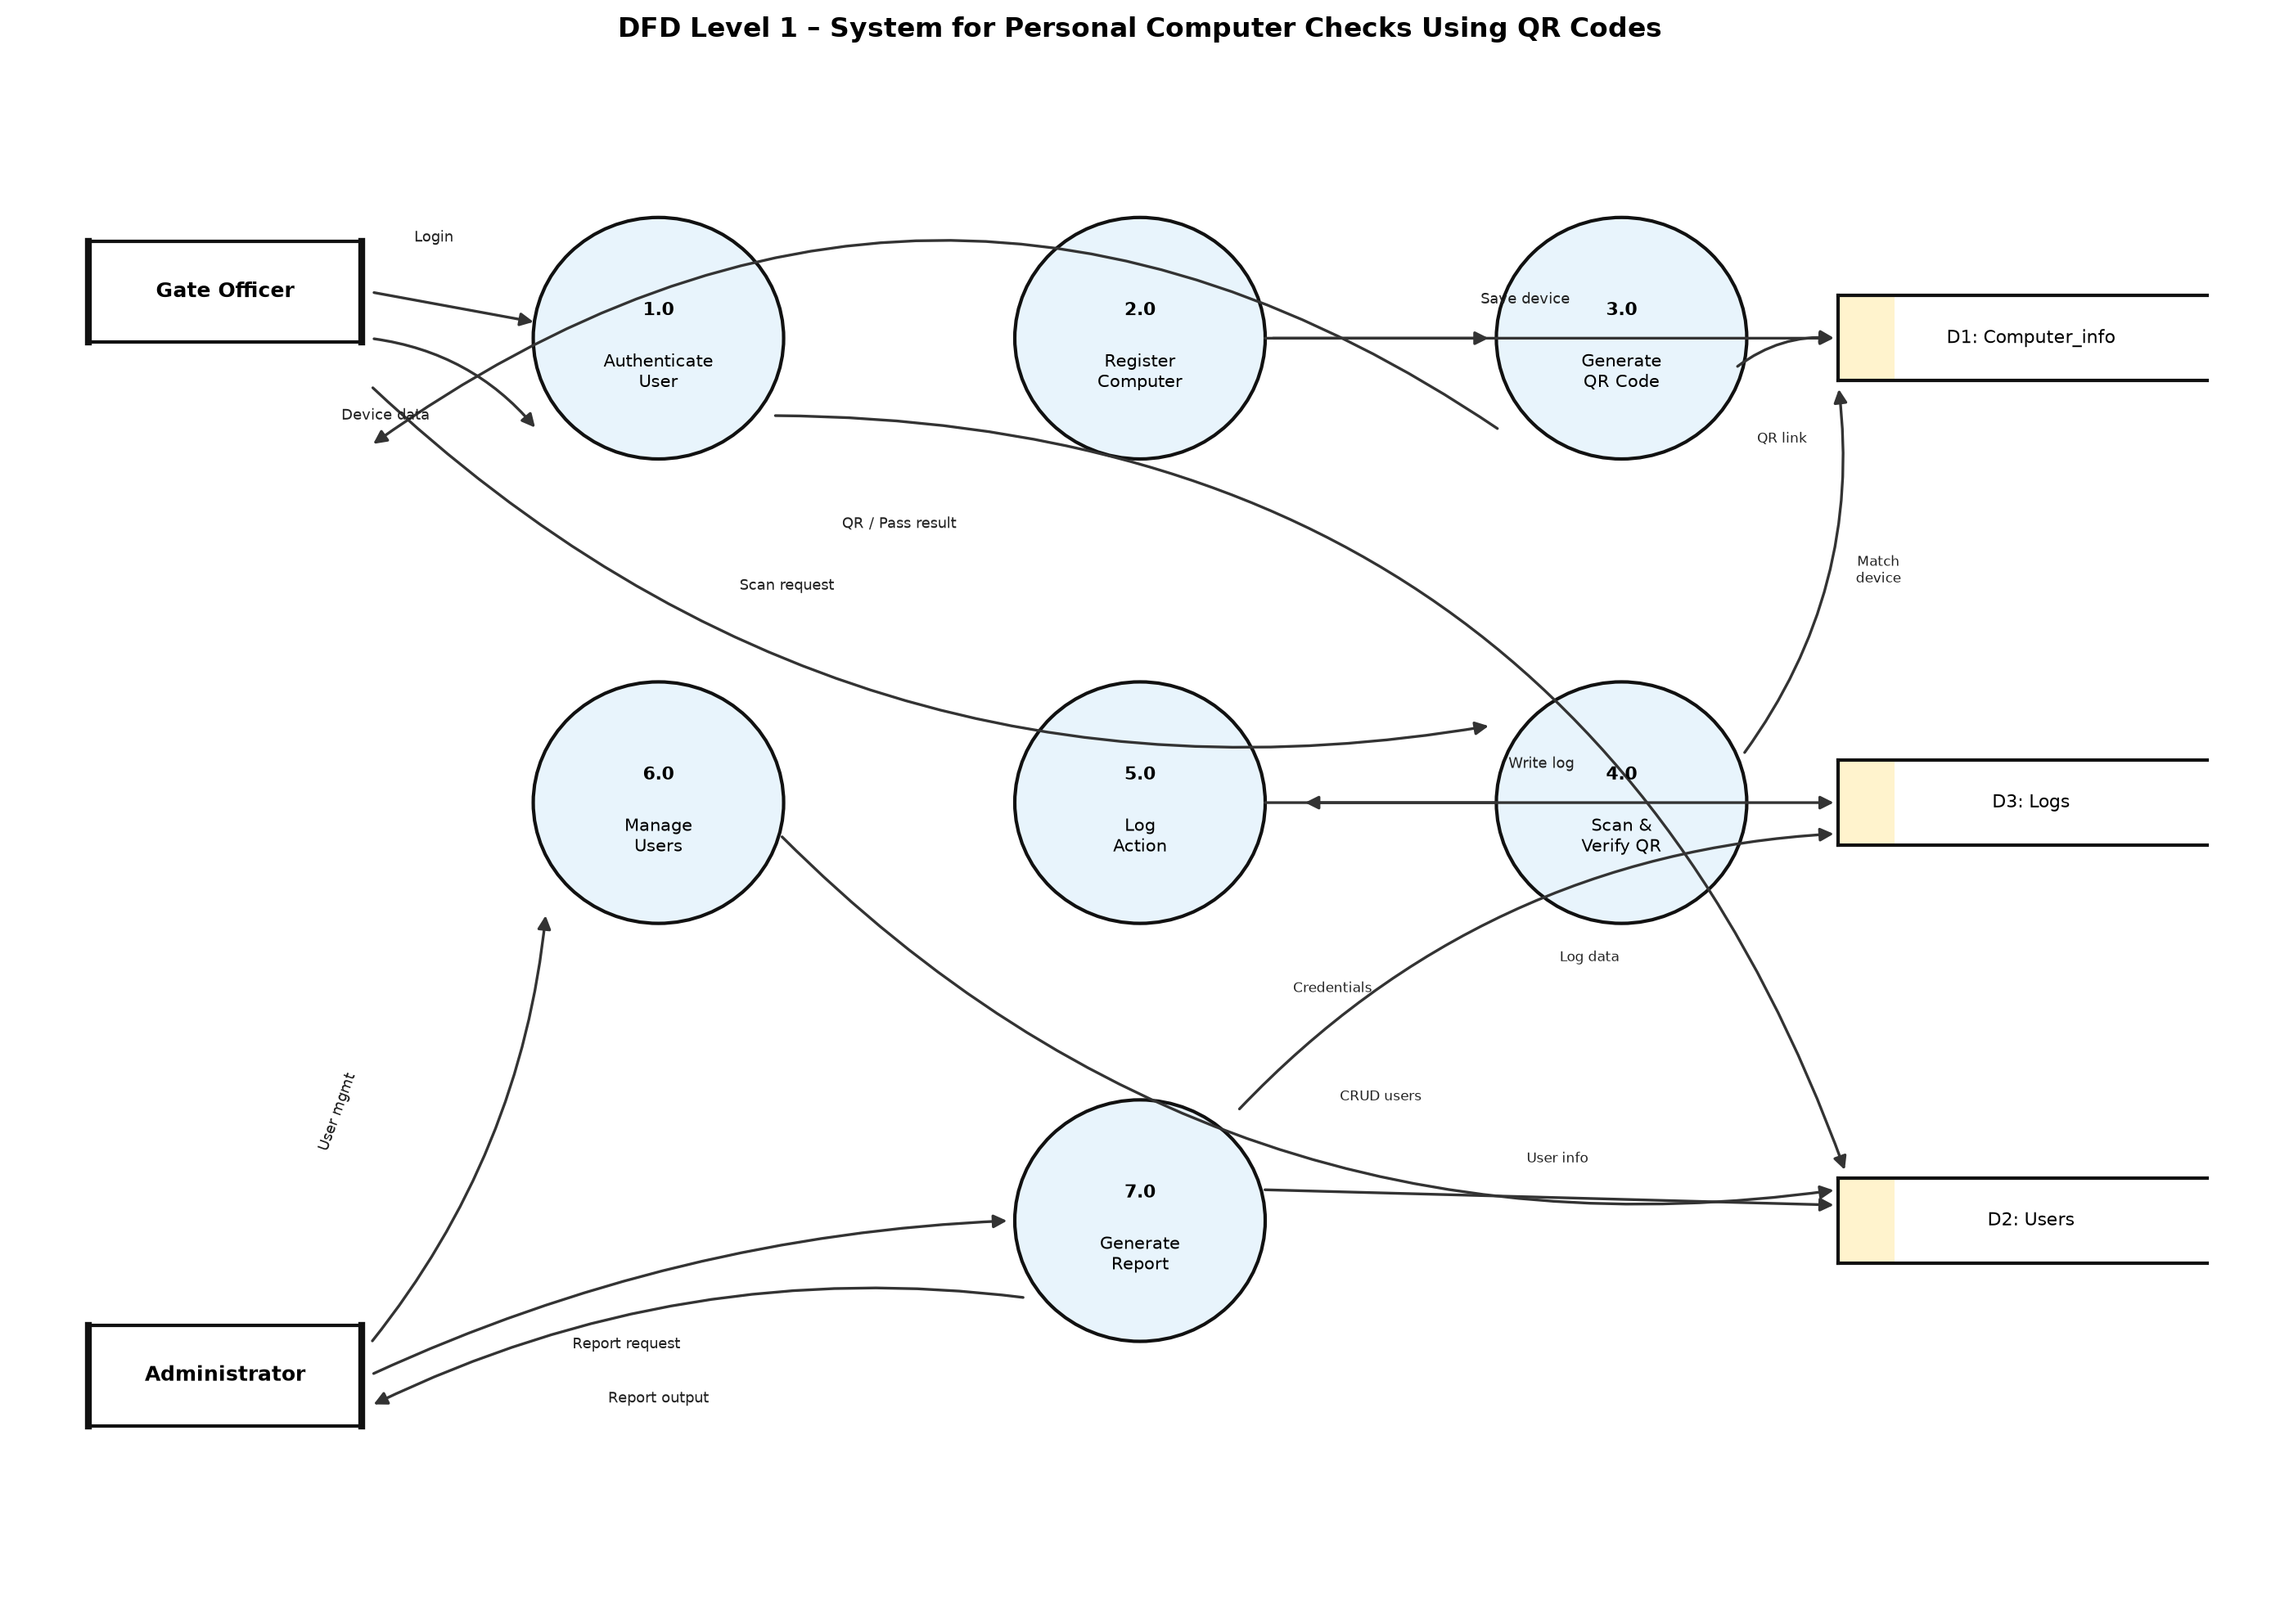 DFD Level 1 – System for Personal Computer Checks Using QR Codes
Login
Gate Officer
1.0
Authenticate
User
2.0
Register
Computer
Save device
3.0
Generate
QR Code
D1: Computer_info
Device data
QR link
QR / Pass result
Scan request
Match
device
6.0
Manage
Users
5.0
Log
Action
Write log
4.0
Scan &
Verify QR
D3: Logs
Log data
Credentials
User mgmt
CRUD users
User info
7.0
Generate
Report
D2: Users
Administrator
Report request
Report output